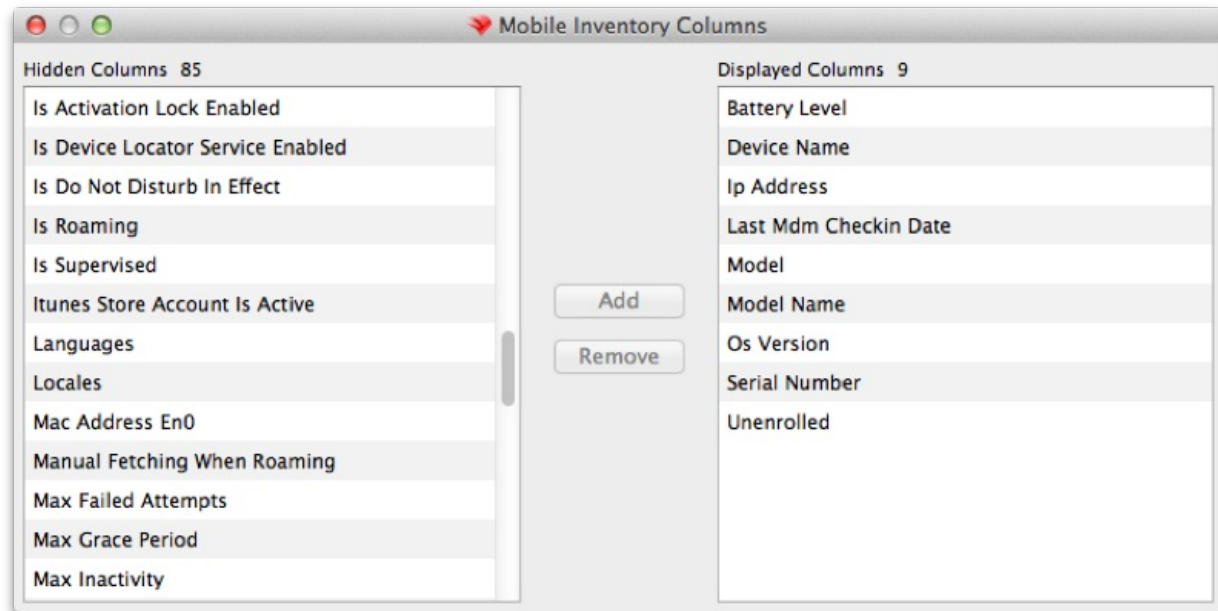 Mobile Inventory Columns
Hidden Columns 85
Is Activation Lock Enabled
Is Device Locator Service Enabled
Is Do Not Disturb In Effect
Is Roaming
Is Supervised
Itunes Store Account Is Active
Languages
Locales
Mac Address En0
Manual Fetching When Roaming
Max Failed Attempts
Max Grace Period
Max Inactivity
Add
Remove
Displayed Columns 9
Battery Level
Device Name
Ip Address
Last Mdm Checkin Date
Model
Model Name
Os Version
Serial Number
Unenrolled